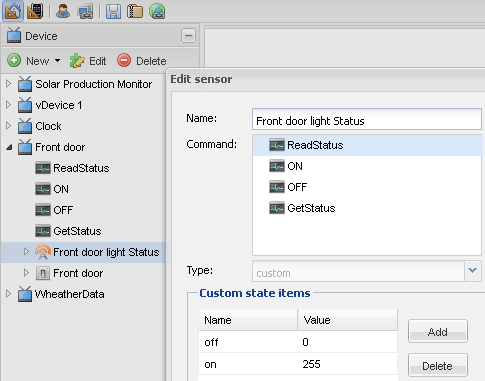 Device
New Edit Delete
Solar Production Monitor
vDevice 1
Clock
Front door
ReadStatus
ON
OFF
GetStatus
Front door light Status
Front door
WheatherData
Edit sensor
Name: Front door light Status
Command: ReadStatus
ON
OFF
GetStatus
Type: custom
Custom state items
Name Value
off 0
on 255
Add
Delete